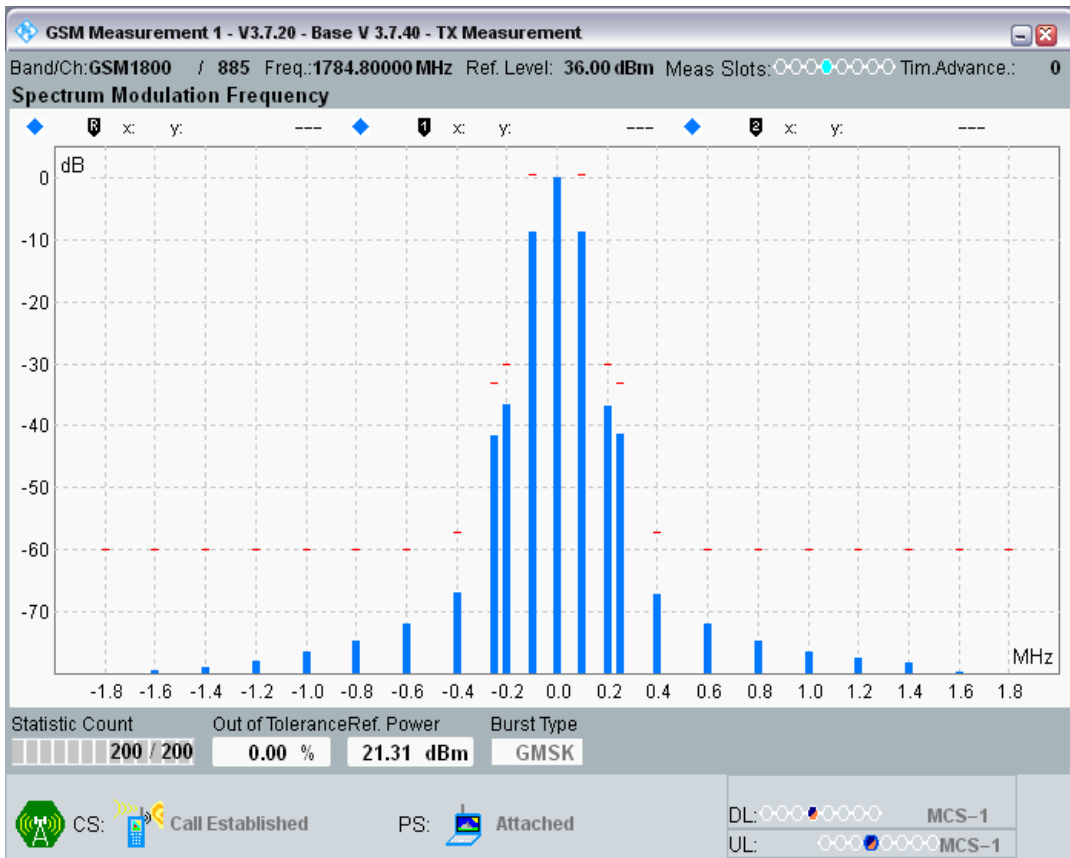 GSM Measurement 1 - V3.7.20 - Base V 3.7.40 - TX Measurement
Band/Ch:GSM1800 / 885 Freq.:1784.80000 MHz Ref. Level: 36.00 dBm Meas Slots: Tim.Advance.: 0
Spectrum Modulation Frequency
R x: y: --- 1 x: y: --- 2 x: y: ---
dB
0
-10
-20
-30
-40
-50
-60
-70
MHz
-1.8 -1.6 -1.4 -1.2 -1.0 -0.8 -0.6 -0.4 -0.2 0.0 0.2 0.4 0.6 0.8 1.0 1.2 1.4 1.6 1.8
Statistic Count Out of Tolerance Ref. Power Burst Type
200 / 200 0.00 % 21.31 dBm GMSK
CS: Call Established PS: Attached
DL: MCS-1
UL: MCS-1